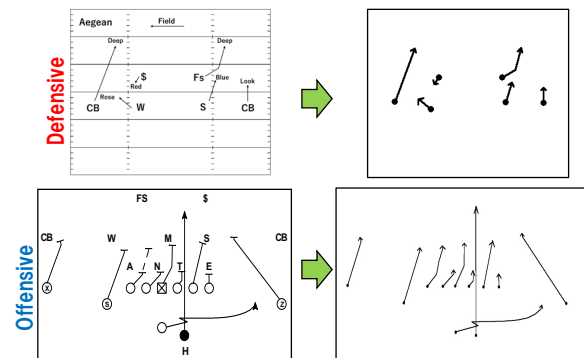 Defensive
Aegean Field
Deep Deep
$ Fs Blue Look
Red
Rose
CB W S CB
Offensive
FS $
CB W M S CB
A N T E
X
S Z
A
H